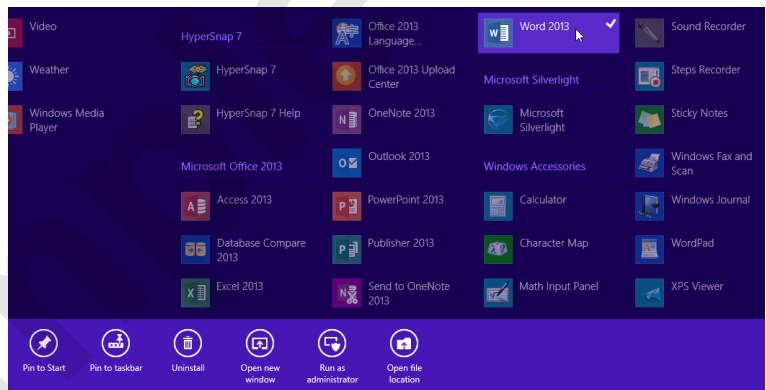 Video
Weather
Windows Media
Player
HyperSnap 7
HyperSnap 7
HyperSnap 7 Help
Microsoft Office 2013
Access 2013
Database Compare
2013
Excel 2013
Office 2013
Language...
Office 2013 Upload
Center
OneNote 2013
Outlook 2013
PowerPoint 2013
Publisher 2013
Send to OneNote
2013
Word 2013
Microsoft Silverlight
Microsoft
Silverlight
Windows Accessories
Calculator
Character Map
Math Input Panel
Sound Recorder
Steps Recorder
Sticky Notes
Windows Fax and
Scan
Windows Journal
WordPad
XPS Viewer
Pin to Start
Pin to taskbar
Uninstall
Open new
window
Run as
administrator
Open file
location